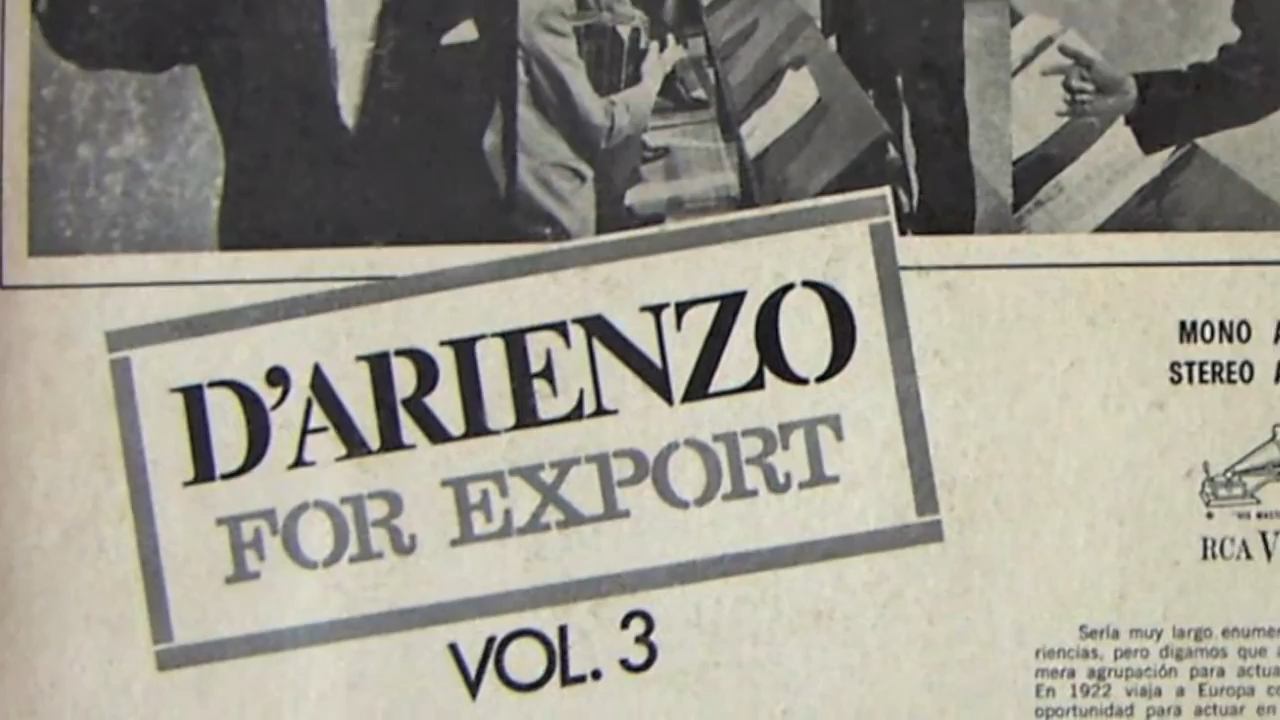 D'ARIENZO
FOR EXPORT
VOL. 3
MONO
STEREO
RCA
Sería muy largo enume
riencias, pero digamos que
mera agrupación para actua
En 1922 viaja a Europa
oportunidad para actuar en